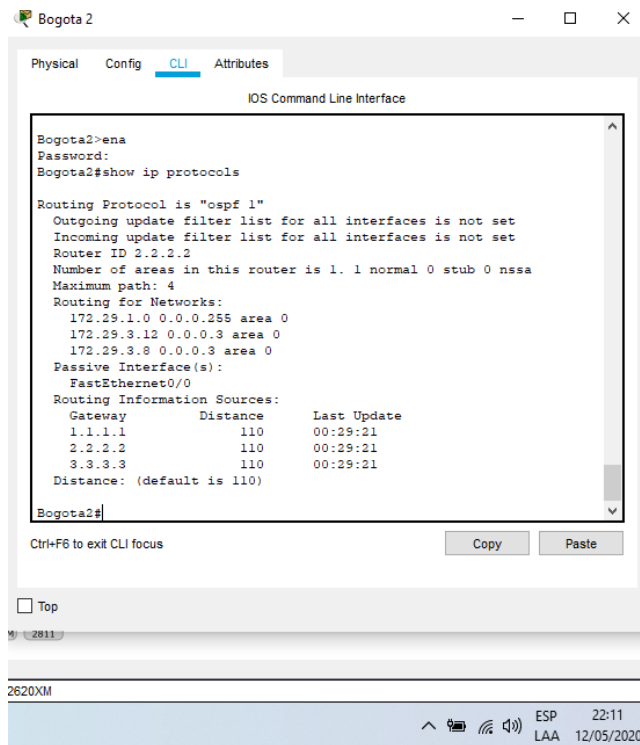 Bogota 2
Physical Config CLI Attributes
IOS Command Line Interface
Bogota2>ena
Password:
Bogota2#show ip protocols
Routing Protocol is "ospf 1"
Outgoing update filter list for all interfaces is not set
Incoming update filter list for all interfaces is not set
Router ID 2.2.2.2
Number of areas in this router is 1. 1 normal 0 stub 0 nssa
Maximum path: 4
Routing for Networks:
172.29.1.0 0.0.0.255 area 0
172.29.3.12 0.0.0.3 area 0
172.29.3.8 0.0.0.3 area 0
Passive Interface(s):
FastEthernet0/0
Routing Information Sources:
Gateway Distance Last Update
1.1.1.1 110 00:29:21
2.2.2.2 110 00:29:21
3.3.3.3 110 00:29:21
Distance: (default is 110)
Bogota2#
Ctrl+F6 to exit CLI focus
Copy Paste
Top
2811
2620XM
ESP 22:11
LAA 12/05/2020